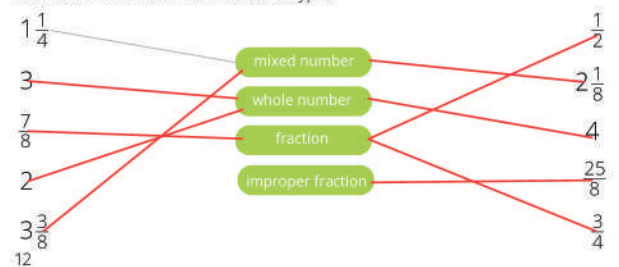 1 1/4
1/2
mixed number
3
2 1/8
whole number
7/8
4
fraction
2
25/8
improper fraction
3 3/8
3/4
12